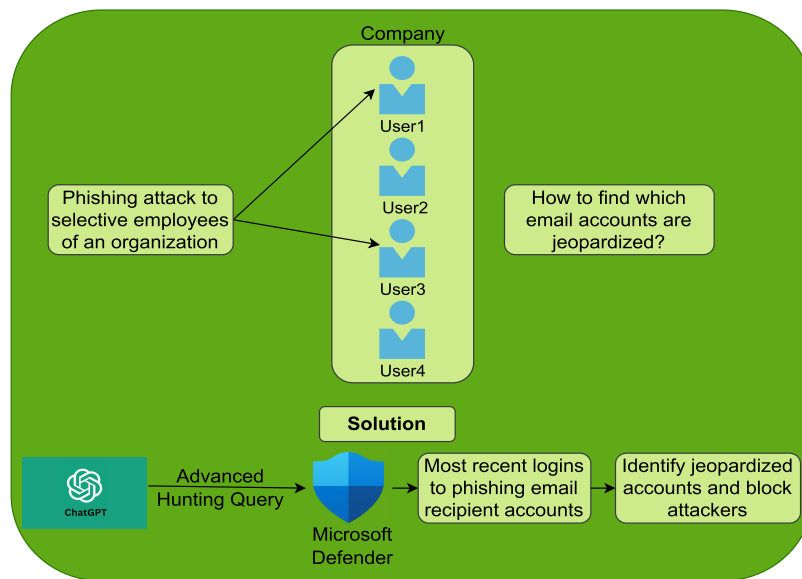 Company
User1
Phishing attack to
selective employees
of an organization
How to find which
email accounts are
jeopardized?
User2
User3
User4
Solution
ChatGPT
Advanced
Hunting Query
Microsoft
Defender
Most recent logins
to phishing email
recipient accounts
Identify jeopardized
accounts and block
attackers